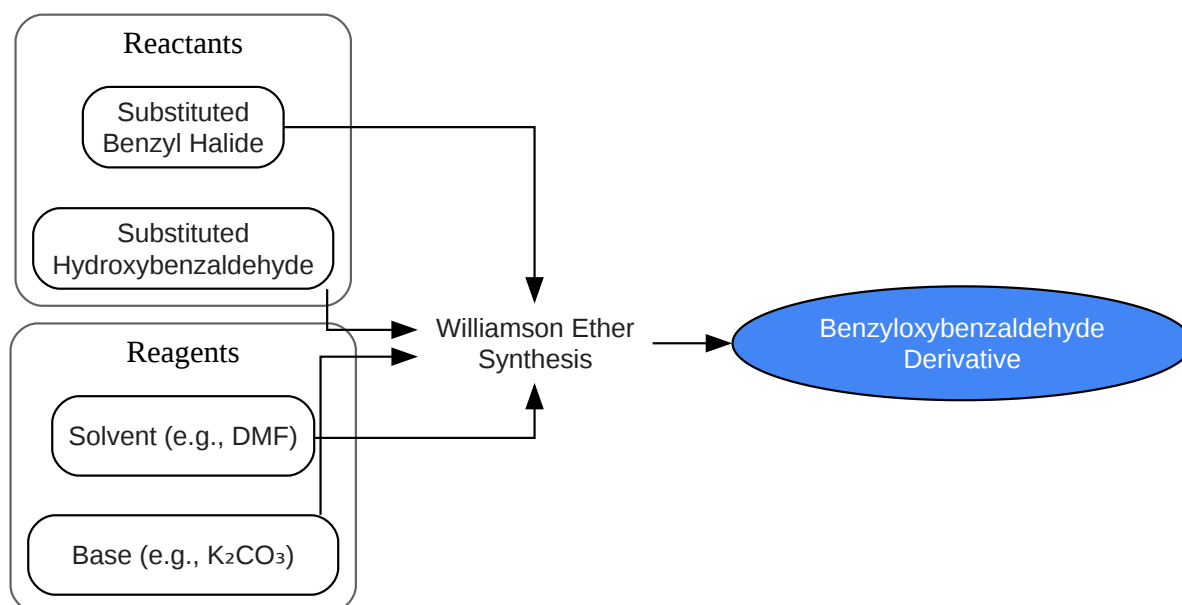 Reactants
Substituted
Benzyl Halide
Substituted
Hydroxybenzaldehyde
Reagents
Solvent (e.g., DMF)
Base (e.g., K₂CO₃)
Williamson Ether
Synthesis
Benzyloxybenzaldehyde
Derivative